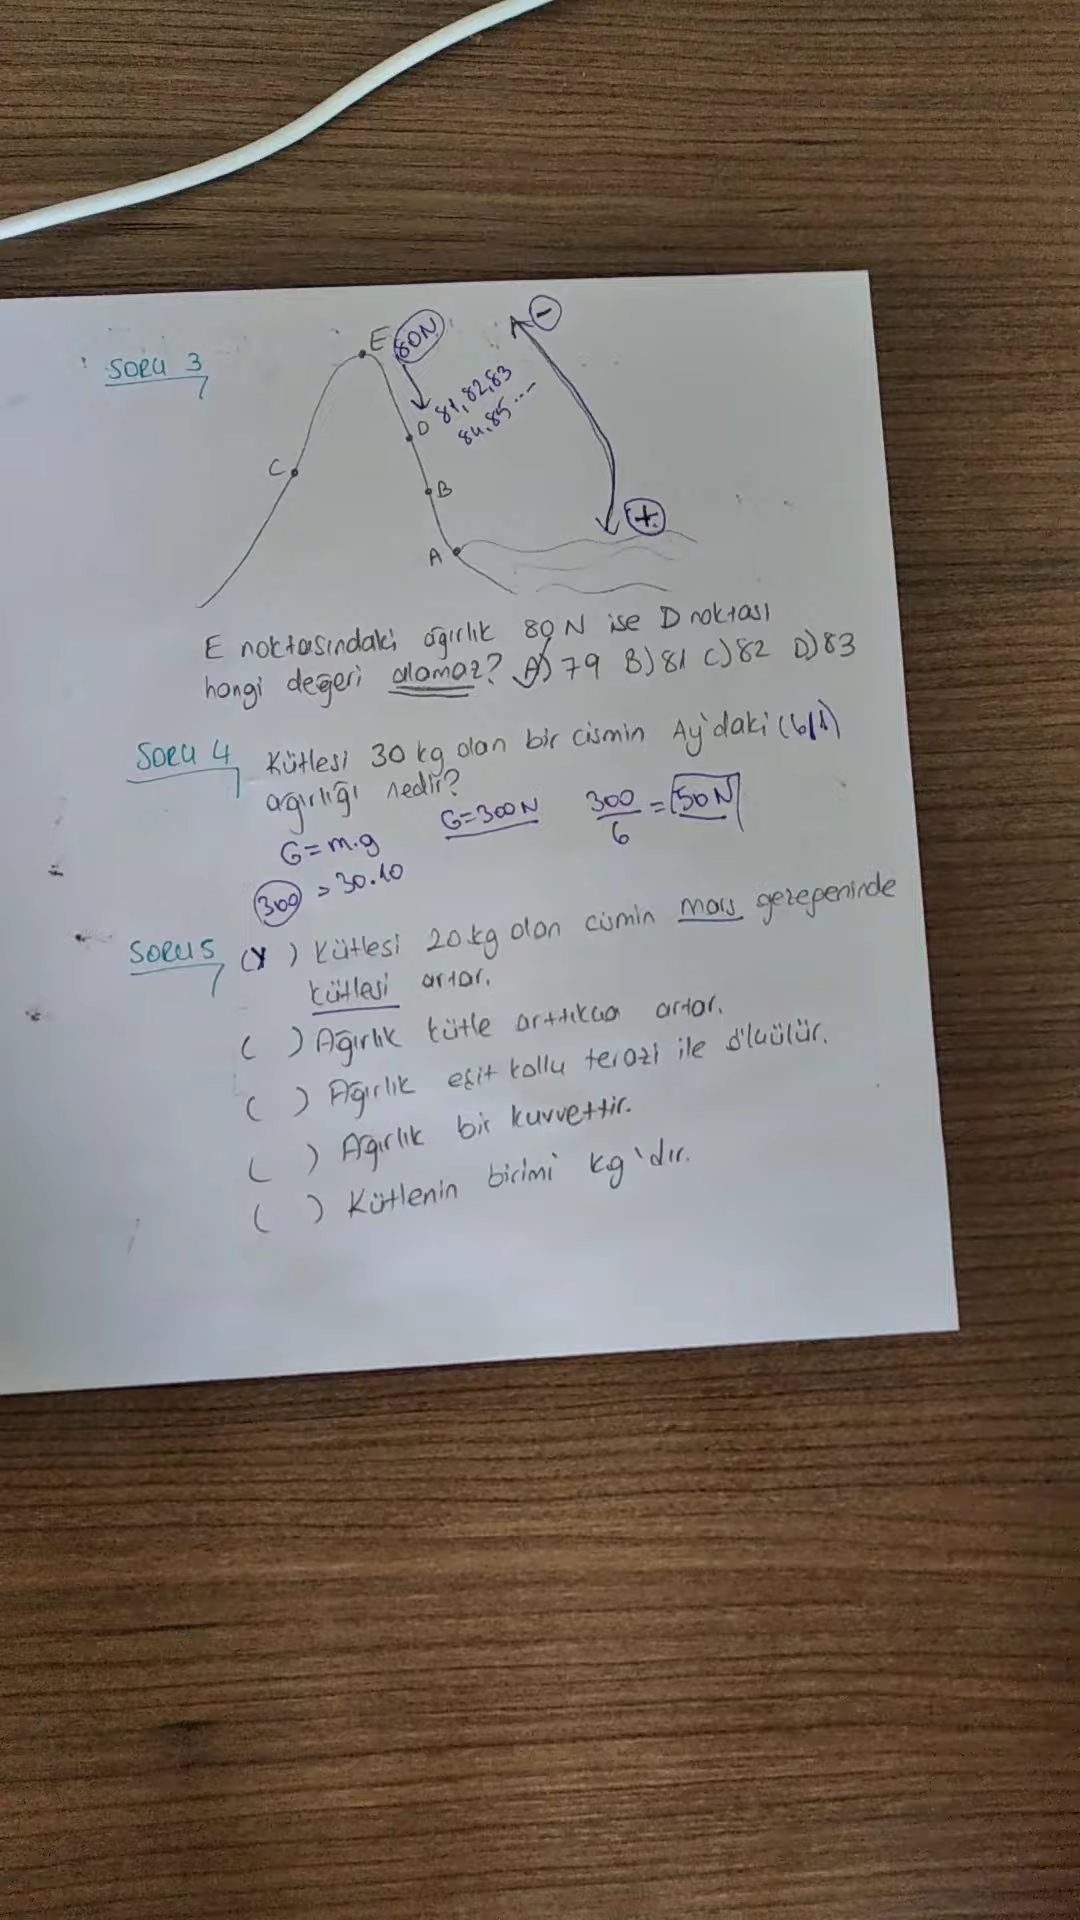 SORU 3
E 80N
-
D 81, 82, 83
84, 85 ...
C
B
+
A
E noktasındaki ağırlık 80 N ise D noktası
hangi değeri alamaz? A) 79 B) 81 C) 82 D) 83
SORU 4 Kütlesi 30 kg olan bir cismin Ay'daki (6/1)
ağırlığı nedir?
G = m.g G = 300N 300/6 = 50N
300 = 30.10
SORU 5 (Y) Kütlesi 20 kg olan cismin mars gezegeninde
kütlesi artar.
( ) Ağırlık kütle arttıkça artar.
( ) Ağırlık eşit kollu terazi ile ölçülür.
( ) Ağırlık bir kuvvettir.
( ) Kütlenin birimi kg'dır.